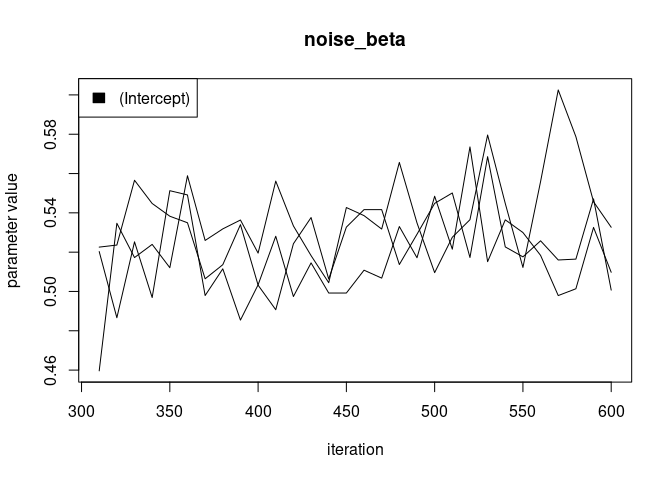 noise_beta
(Intercept)
parameter value
0.58
0.54
0.50
0.46
300 350 400 450 500 550 600
iteration